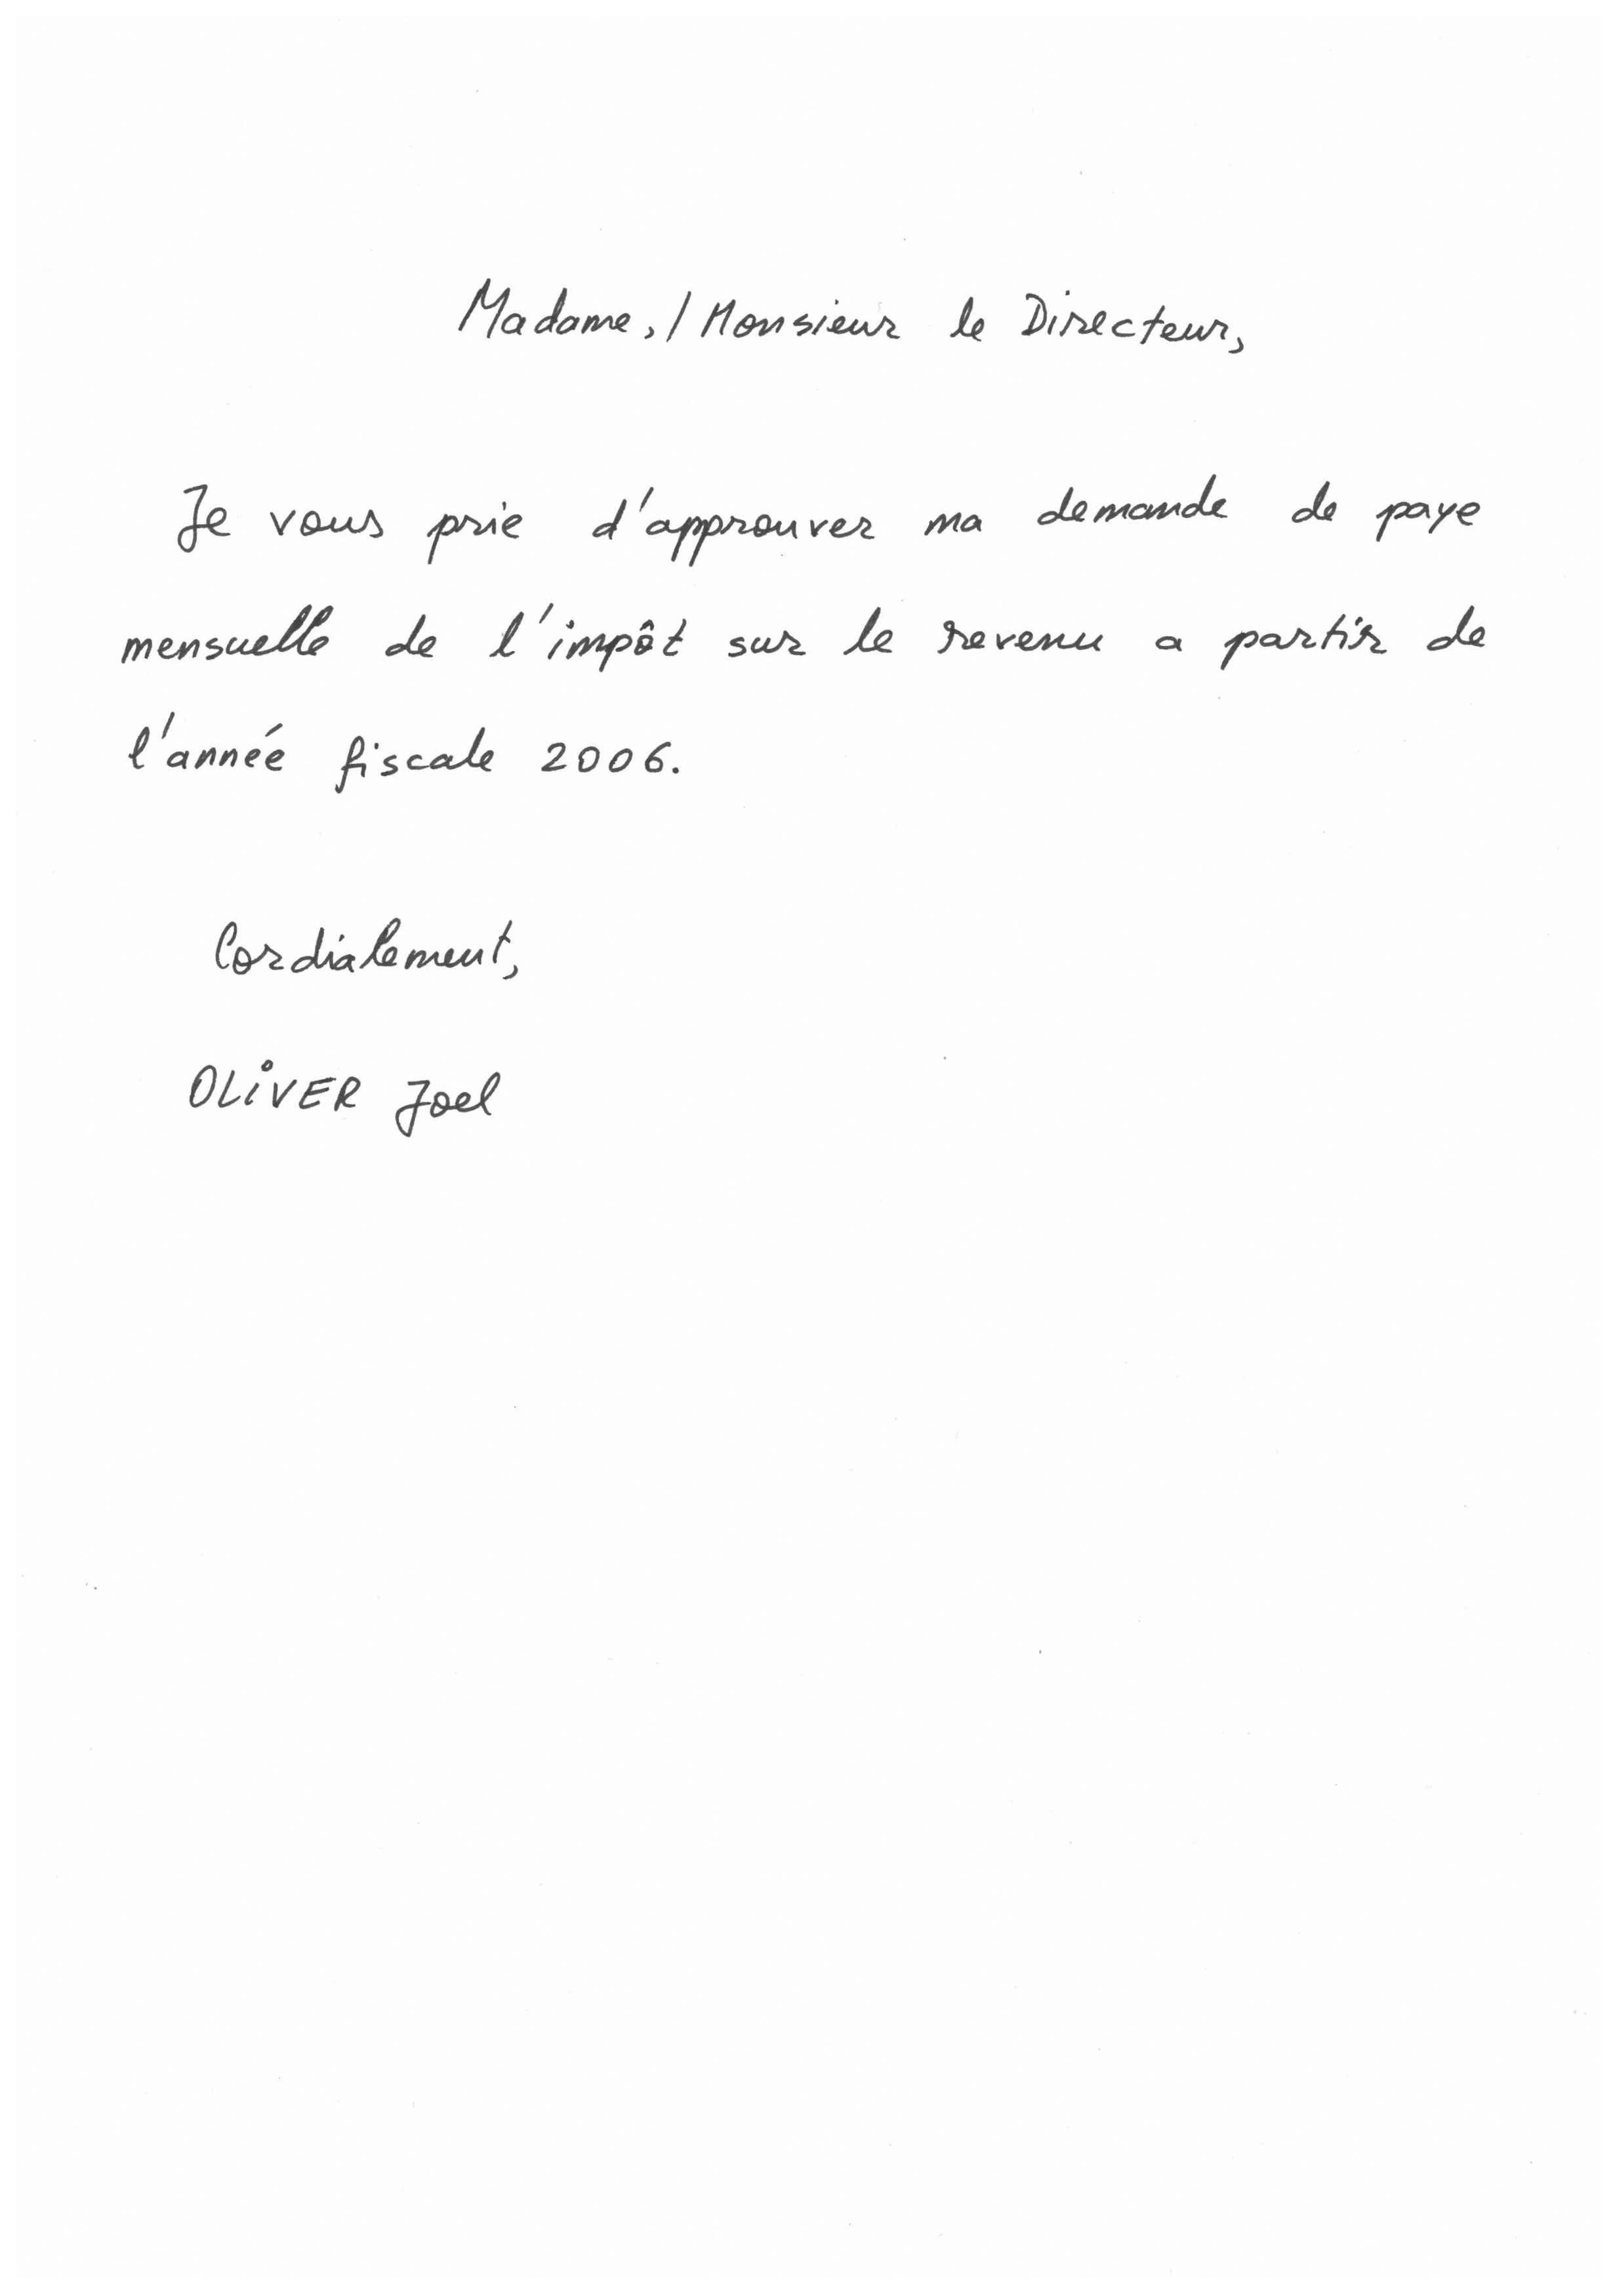 Madame, / Monsieur le Directeur,
Je vous prie d'approuver ma demande de paye
mensuelle de l'impôt sur le revenu a partir de
l'année fiscale 2006.
Cordialement,
OLiVER Joel